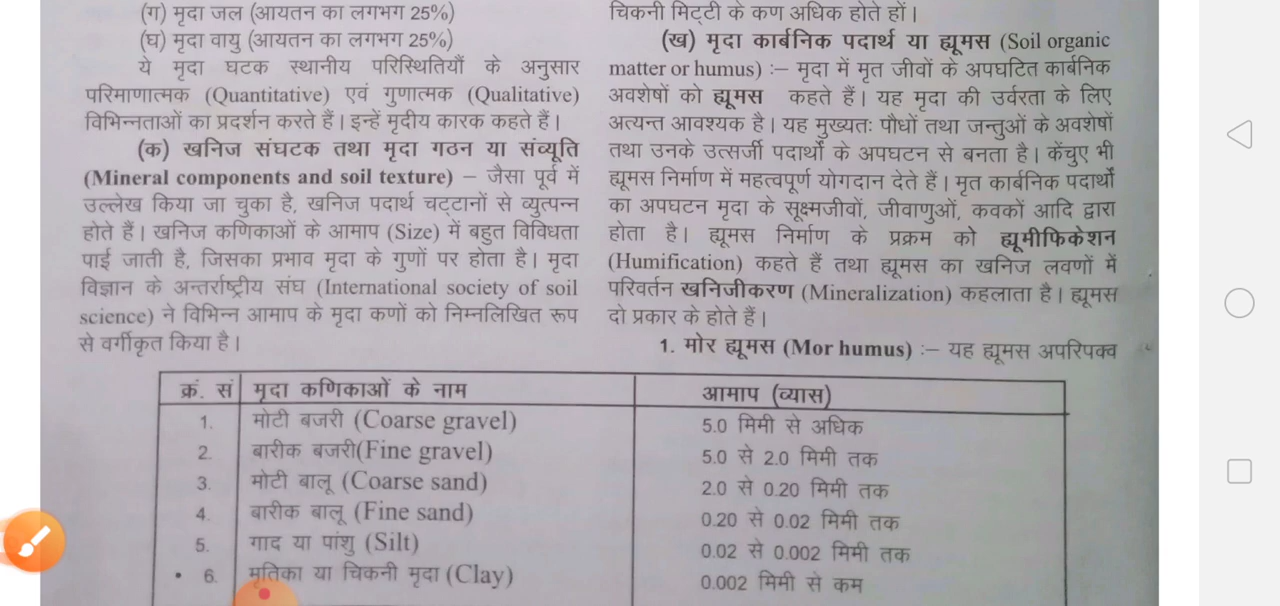 (ग) मृदा जल (आयतन का लगभग 25%)
(घ) मृदा वायु (आयतन का लगभग 25%)
ये मृदा घटक स्थानीय परिस्थितियों के अनुसार
परिमाणात्मक (Quantitative) एवं गुणात्मक (Qualitative)
विभिन्नताओं का प्रदर्शन करते हैं। इन्हें मृदीय कारक कहते हैं।
(क) खनिज संघटक तथा मृदा गठन या संव्यूति
(Mineral components and soil texture) – जैसा पूर्व में
उल्लेख किया जा चुका है, खनिज पदार्थ चट्टानों से व्युत्पन्न
होते हैं। खनिज कणिकाओं के आमाप (Size) में बहुत विविधता
पाई जाती है, जिसका प्रभाव मृदा के गुणों पर होता है। मृदा
विज्ञान के अन्तर्राष्ट्रीय संघ (International society of soil
science) ने विभिन्न आमाप के मृदा कणों को निम्नलिखित रूप
से वर्गीकृत किया है।
चिकनी मिट्टी के कण अधिक होते हों।
(ख) मृदा कार्बनिक पदार्थ या ह्यूमस (Soil organic
matter or humus) :– मृदा में मृत जीवों के अपघटित कार्बनिक
अवशेषों को ह्यूमस कहते हैं। यह मृदा की उर्वरता के लिए
अत्यन्त आवश्यक है। यह मुख्यतः पौधों तथा जन्तुओं के अवशेषों
तथा उनके उत्सर्जी पदार्थों के अपघटन से बनता है। केंचुए भी
ह्यूमस निर्माण में महत्वपूर्ण योगदान देते हैं। मृत कार्बनिक पदार्थों
का अपघटन मृदा के सूक्ष्मजीवों, जीवाणुओं, कवकों आदि द्वारा
होता है। ह्यूमस निर्माण के प्रक्रम को ह्यूमीफिकेशन
(Humification) कहते हैं तथा ह्यूमस का खनिज लवणों में
परिवर्तन खनिजीकरण (Mineralization) कहलाता है। ह्यूमस
दो प्रकार के होते हैं।
1. मोर ह्यूमस (Mor humus) :– यह ह्यूमस अपरिपक्व
क्रं. सं मृदा कणिकाओं के नाम आमाप (व्यास)
1. मोटी बजरी (Coarse gravel) 5.0 मिमी से अधिक
2. बारीक बजरी(Fine gravel) 5.0 से 2.0 मिमी तक
3. मोटी बालू (Coarse sand) 2.0 से 0.20 मिमी तक
4. बारीक बालू (Fine sand) 0.20 से 0.02 मिमी तक
5. गाद या पांशु (Silt) 0.02 से 0.002 मिमी तक
6. मृतिका या चिकनी मृदा (Clay) 0.002 मिमी से कम